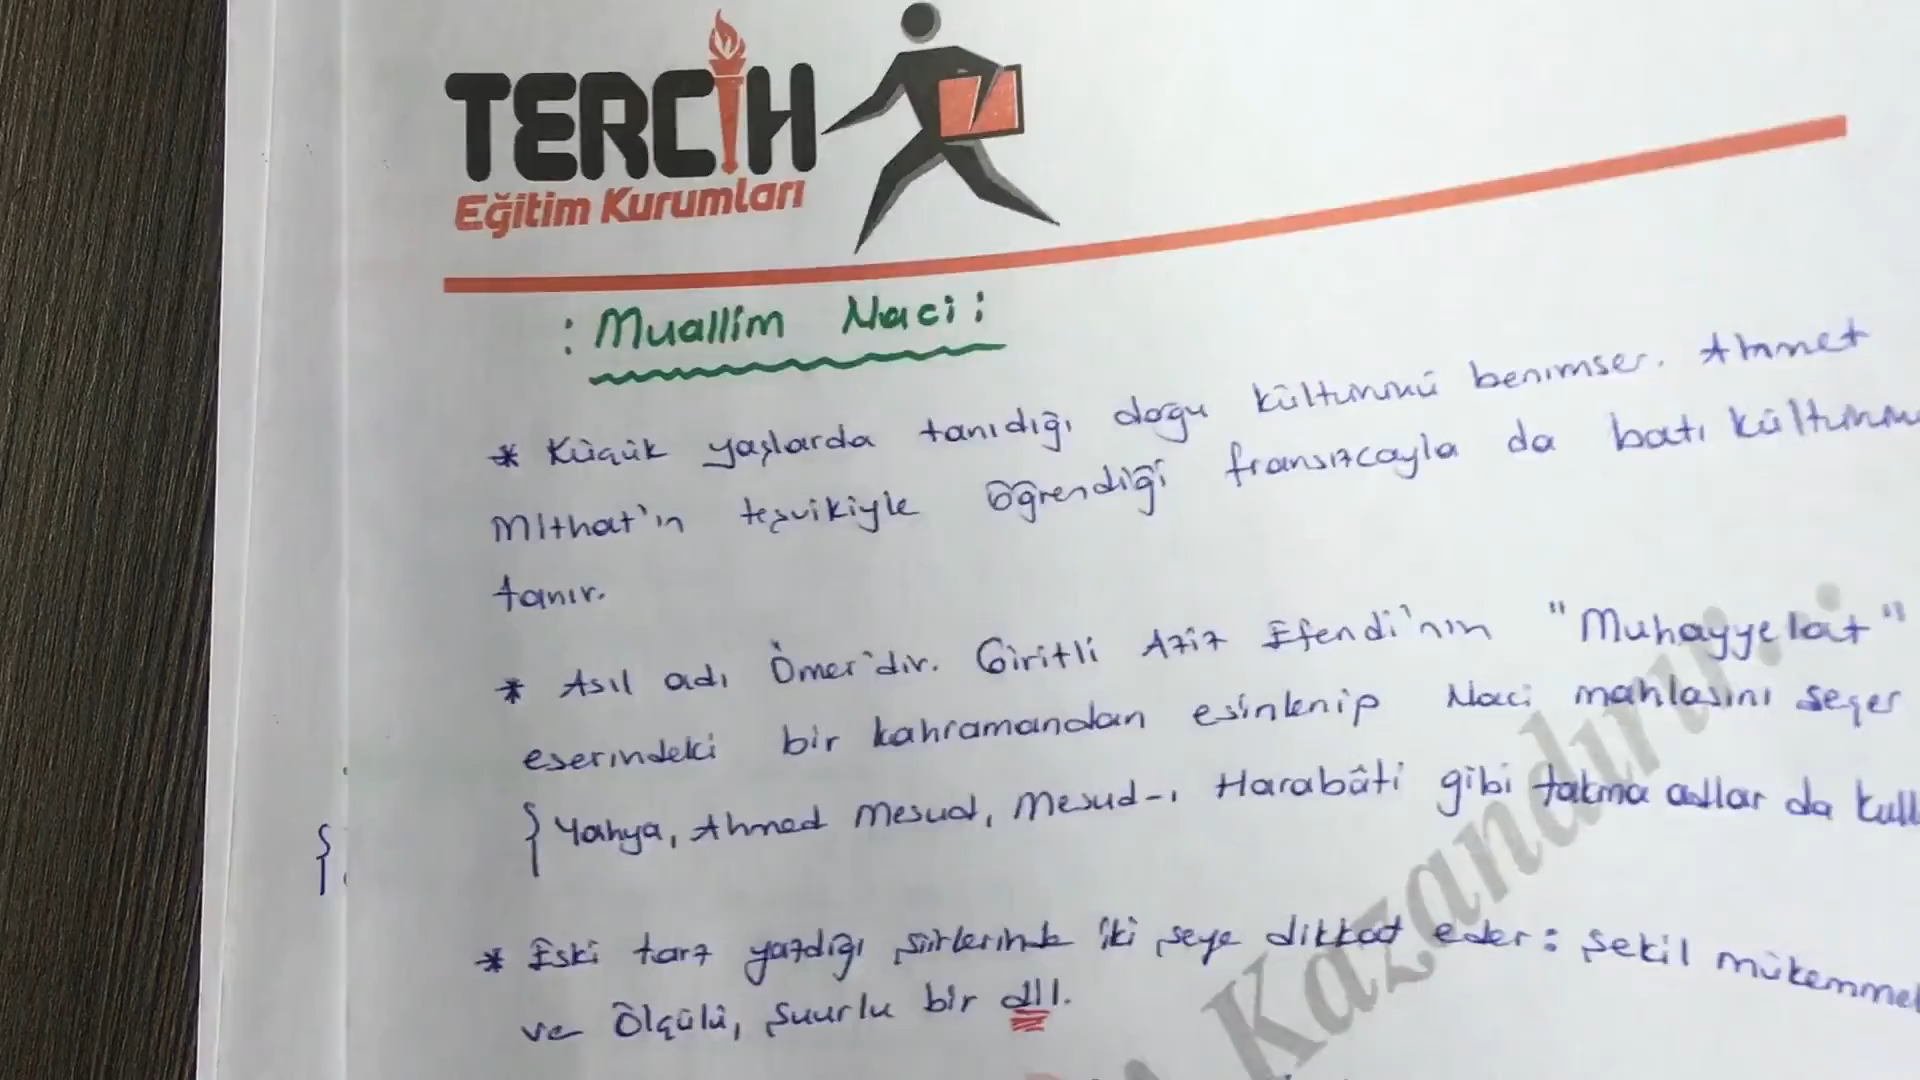 TERCİH
Eğitim Kurumları
: Muallim Naci :
* Küçük yaşlarda tanıdığı doğu kültürünü benimser. Ahmet
Mithat'ın teşvikiyle öğrendiği fransızcayla da batı kültürünü
tanır.
* Asıl adı Ömer'dir. Giritli Aziz Efendi'nin "Muhayyelât"
eserindeki bir kahramandan esinlenip Naci mahlasını seçer
} Yahya, Ahmed Mesud, Mesud-ı Harabâti gibi takma adlar da kull
* Eski tarz yazdığı şiirlerinde iki şeye dikkat eder: şekil mükemmel
ve ölçülü, şuurlu bir dil.
Kazandırır.